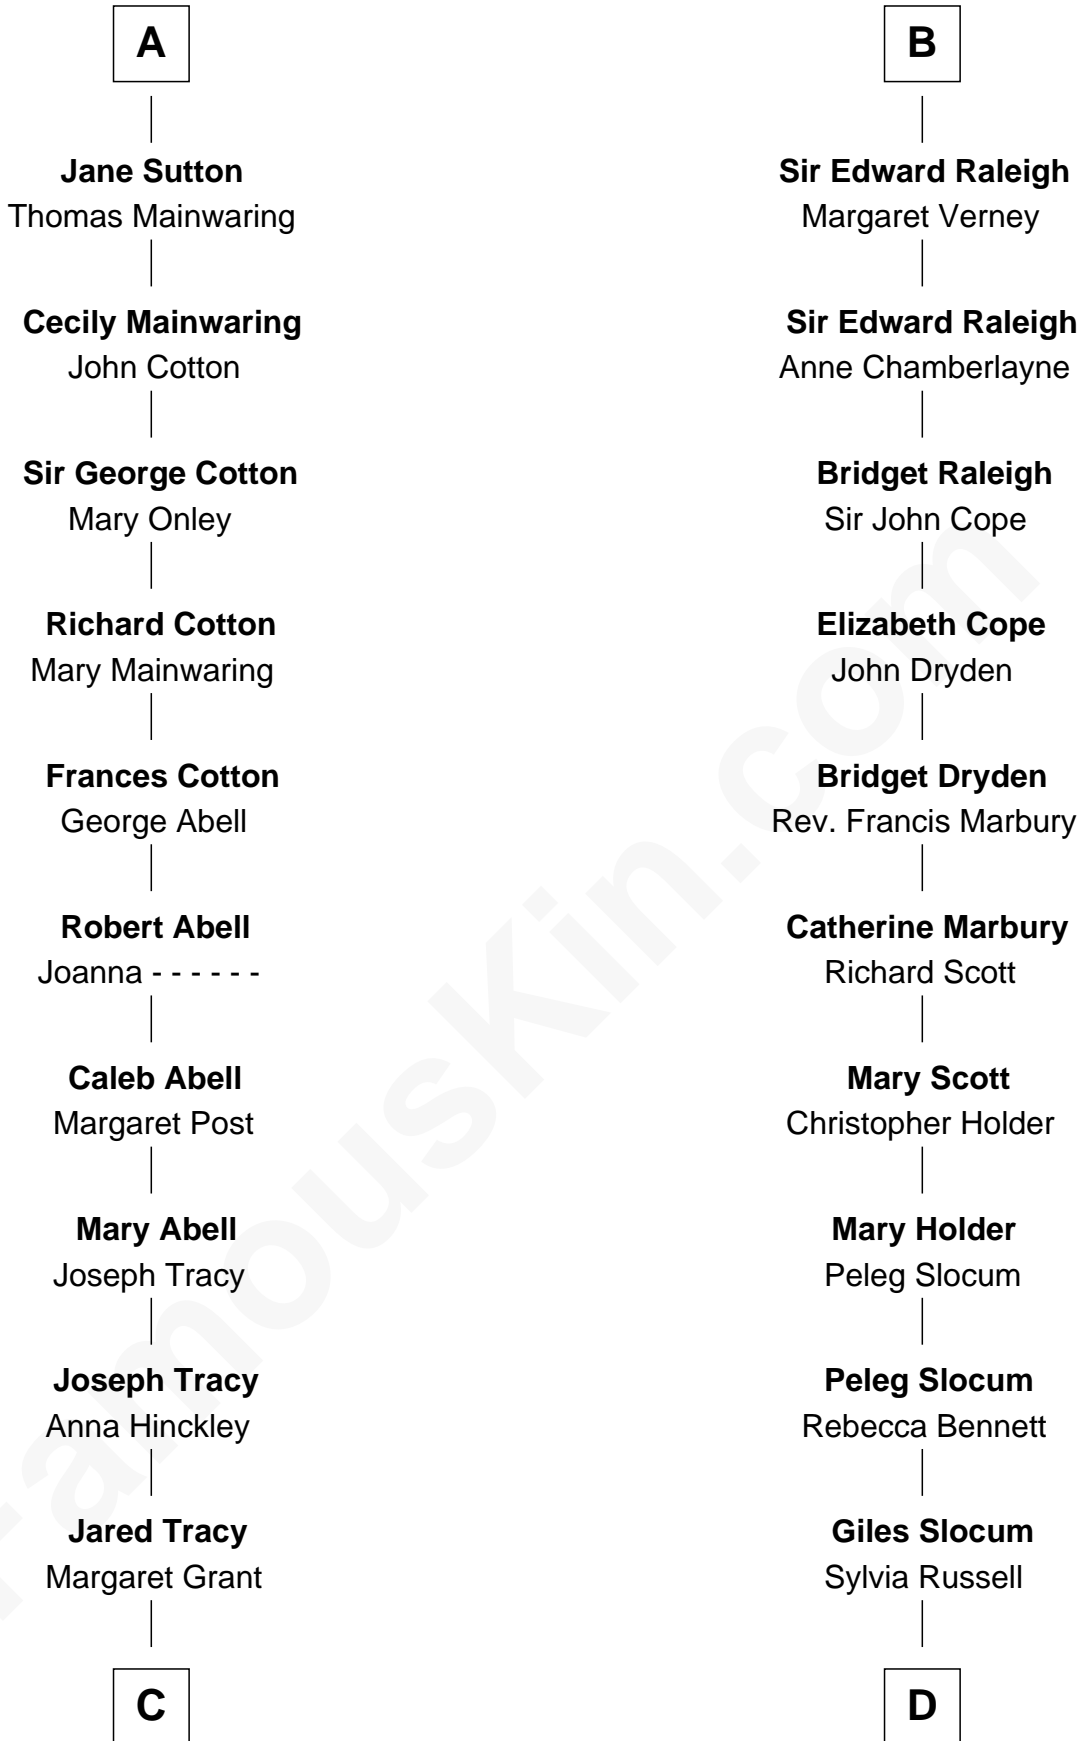 A
Jane Sutton
Thomas Mainwaring
Cecily Mainwaring
John Cotton
Sir George Cotton
Mary Onley
Richard Cotton
Mary Mainwaring
Frances Cotton
George Abell
Robert Abell
Joanna - - - - - -
Caleb Abell
Margaret Post
Mary Abell
Joseph Tracy
Joseph Tracy
Anna Hinckley
Jared Tracy
Margaret Grant
C
B
Sir Edward Raleigh
Margaret Verney
Sir Edward Raleigh
Anne Chamberlayne
Bridget Raleigh
Sir John Cope
Elizabeth Cope
John Dryden
Bridget Dryden
Rev. Francis Marbury
Catherine Marbury
Richard Scott
Mary Scott
Christopher Holder
Mary Holder
Peleg Slocum
Peleg Slocum
Rebecca Bennett
Giles Slocum
Sylvia Russell
D
FamousKin.com